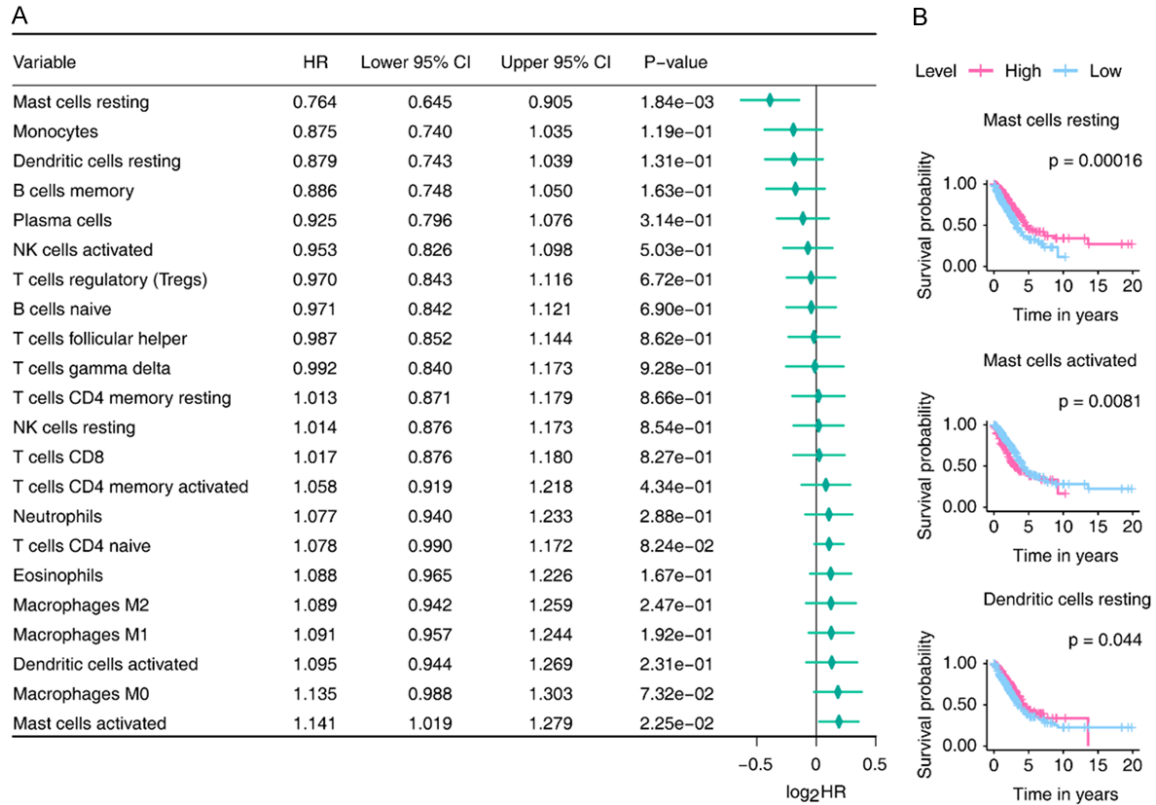 A
Variable HR Lower 95% CI Upper 95% CI P-value
Mast cells resting 0.764 0.645 0.905 1.84e−03
Monocytes 0.875 0.740 1.035 1.19e−01
Dendritic cells resting 0.879 0.743 1.039 1.31e−01
B cells memory 0.886 0.748 1.050 1.63e−01
Plasma cells 0.925 0.796 1.076 3.14e−01
NK cells activated 0.953 0.826 1.098 5.03e−01
T cells regulatory (Tregs) 0.970 0.843 1.116 6.72e−01
B cells naive 0.971 0.842 1.121 6.90e−01
T cells follicular helper 0.987 0.852 1.144 8.62e−01
T cells gamma delta 0.992 0.840 1.173 9.28e−01
T cells CD4 memory resting 1.013 0.871 1.179 8.66e−01
NK cells resting 1.014 0.876 1.173 8.54e−01
T cells CD8 1.017 0.876 1.180 8.27e−01
T cells CD4 memory activated 1.058 0.919 1.218 4.34e−01
Neutrophils 1.077 0.940 1.233 2.88e−01
T cells CD4 naive 1.078 0.990 1.172 8.24e−02
Eosinophils 1.088 0.965 1.226 1.67e−01
Macrophages M2 1.089 0.942 1.259 2.47e−01
Macrophages M1 1.091 0.957 1.244 1.92e−01
Dendritic cells activated 1.095 0.944 1.269 2.31e−01
Macrophages M0 1.135 0.988 1.303 7.32e−02
Mast cells activated 1.141 1.019 1.279 2.25e−02
−0.5 0 0.5
log2HR
B
Level High Low
Mast cells resting
p = 0.00016
Survival probability
1.00
0.50
0.00
0 5 10 15 20
Time in years
Mast cells activated
p = 0.0081
Survival probability
1.00
0.50
0.00
0 5 10 15 20
Time in years
Dendritic cells resting
p = 0.044
Survival probability
1.00
0.50
0.00
0 5 10 15 20
Time in years